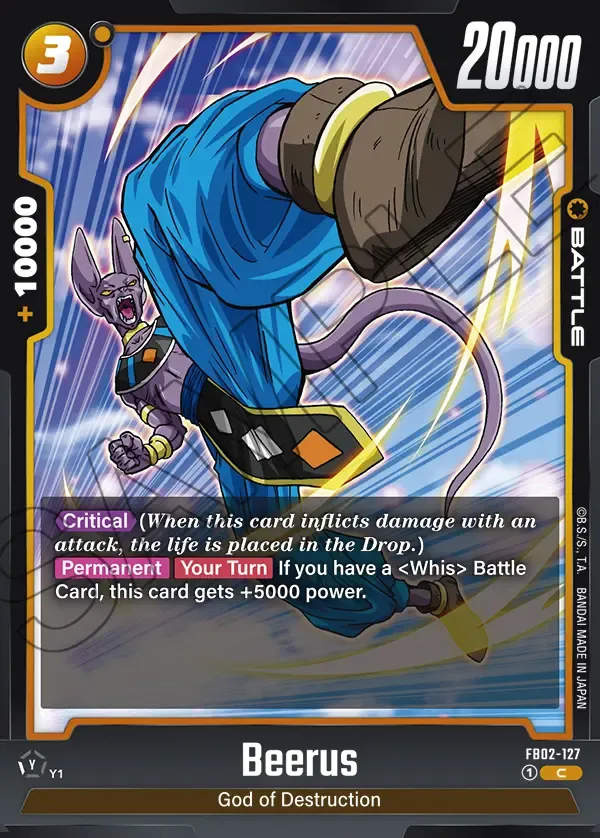 3
20000
+ 10000
BATTLE
SAMPLE
Critical (When this card inflicts damage with an
attack, the life is placed in the Drop.)
Permanent Your Turn If you have a <Whis> Battle
Card, this card gets +5000 power.
©B.S./S., T.A. BANDAI MADE IN JAPAN
Beerus
FB02-127
Y Y1
1 C
God of Destruction